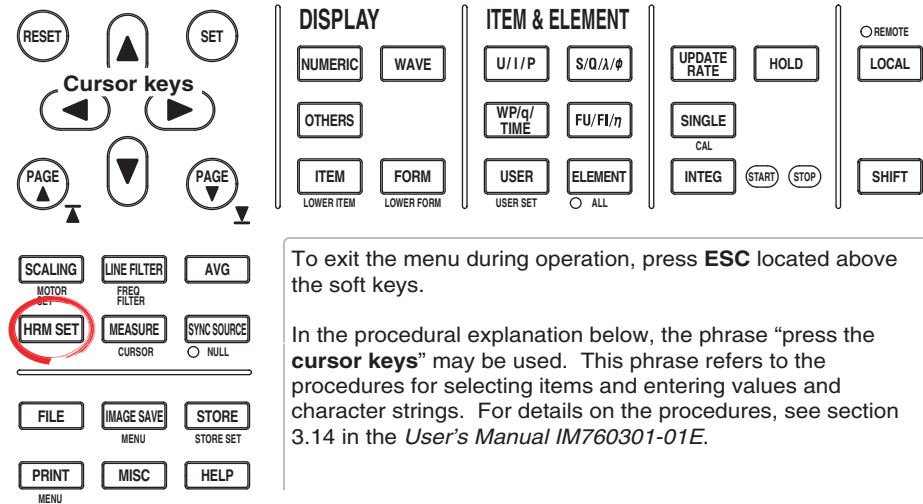 RESET
SET
Cursor keys
PAGE
PAGE
DISPLAY
NUMERIC
WAVE
OTHERS
ITEM
FORM
LOWER ITEM
LOWER FORM
ITEM & ELEMENT
U/I/P
S/Q/λ/ø
WP/q/
TIME
FU/FI/η
USER
ELEMENT
USER SET
ALL
UPDATE
RATE
HOLD
SINGLE
CAL
INTEG
START
STOP
REMOTE
LOCAL
SHIFT
SCALING
LINE FILTER
AVG
MOTOR
SET
FREQ
FILTER
HRM SET
MEASURE
SYNC SOURCE
CURSOR
NULL
FILE
IMAGE SAVE
STORE
MENU
STORE SET
PRINT
MISC
HELP
MENU
To exit the menu during operation, press ESC located above
the soft keys.
In the procedural explanation below, the phrase “press the
cursor keys” may be used. This phrase refers to the
procedures for selecting items and entering values and
character strings. For details on the procedures, see section
3.14 in the User's Manual IM760301-01E.